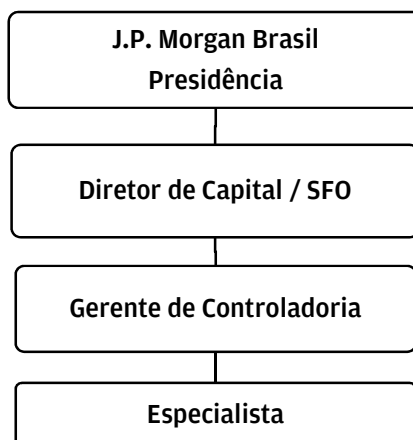 J.P. Morgan Brasil
Presidência
Diretor de Capital / SFO
Gerente de Controladoria
Especialista